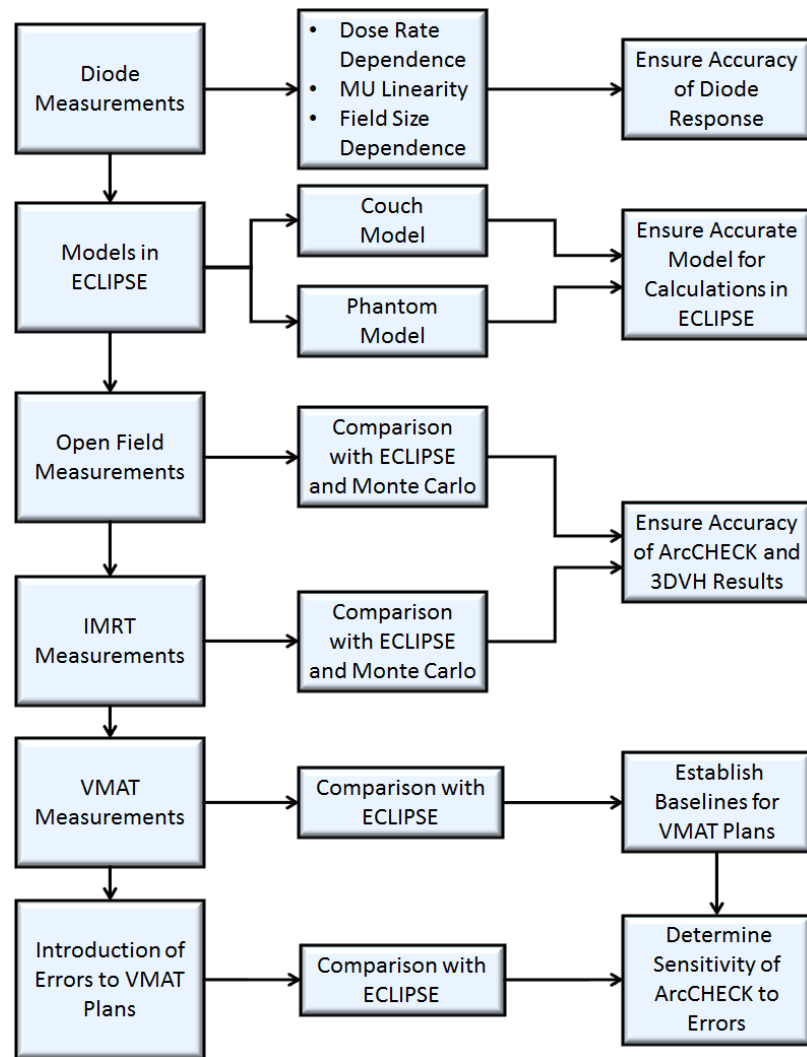 Diode
Measurements
• Dose Rate
Dependence
• MU Linearity
• Field Size
Dependence
Ensure Accuracy
of Diode
Response
Models in
ECLIPSE
Couch
Model
Phantom
Model
Ensure Accurate
Model for
Calculations in
ECLIPSE
Open Field
Measurements
Comparison
with ECLIPSE
and Monte Carlo
Ensure Accuracy
of ArcCHECK and
3DVH Results
IMRT
Measurements
Comparison
with ECLIPSE
and Monte Carlo
VMAT
Measurements
Comparison with
ECLIPSE
Establish
Baselines for
VMAT Plans
Introduction of
Errors to VMAT
Plans
Comparison with
ECLIPSE
Determine
Sensitivity of
ArcCHECK to
Errors